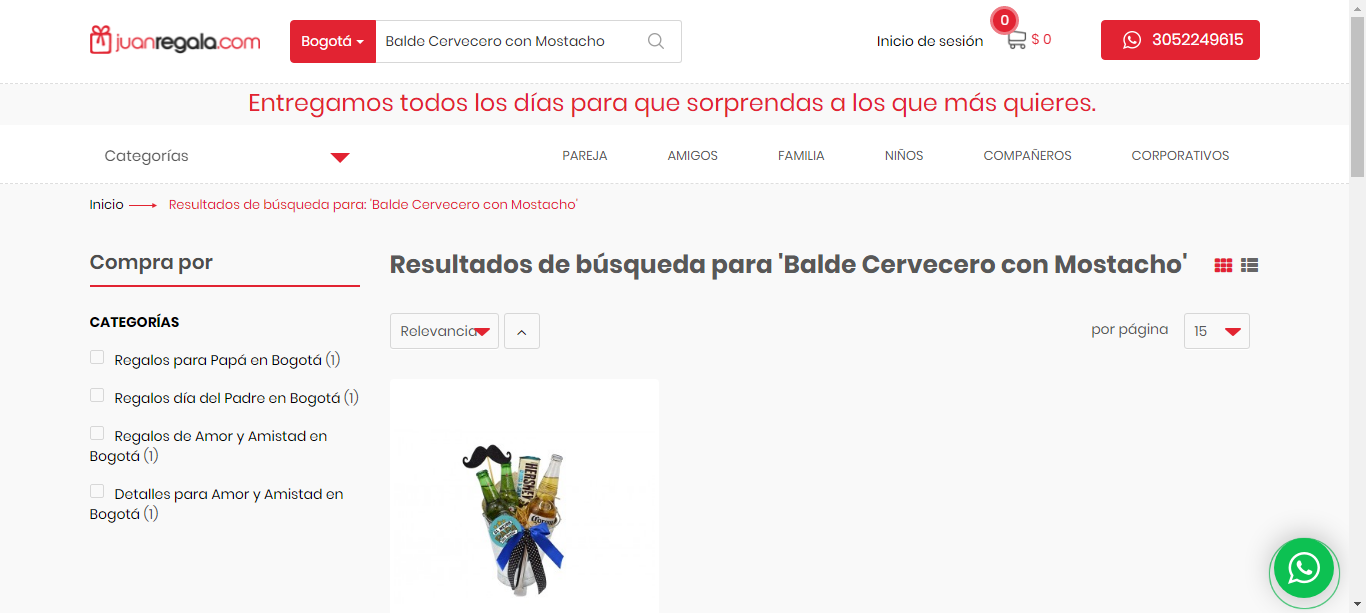 juanregala.com
Bogotá
Balde Cervecero con Mostacho
Inicio de sesión
0
$ 0
3052249615
Entregamos todos los días para que sorprendas a los que más quieres.
Categorías
PAREJA
AMIGOS
FAMILIA
NIÑOS
COMPAÑEROS
CORPORATIVOS
Inicio
Resultados de búsqueda para: 'Balde Cervecero con Mostacho'
Compra por
Resultados de búsqueda para 'Balde Cervecero con Mostacho'
CATEGORÍAS
Relevancia
por página
15
Regalos para Papá en Bogotá (1)
Regalos día del Padre en Bogotá (1)
Regalos de Amor y Amistad en
Bogotá (1)
Detalles para Amor y Amistad en
Bogotá (1)
HERSHEY'S
Corona